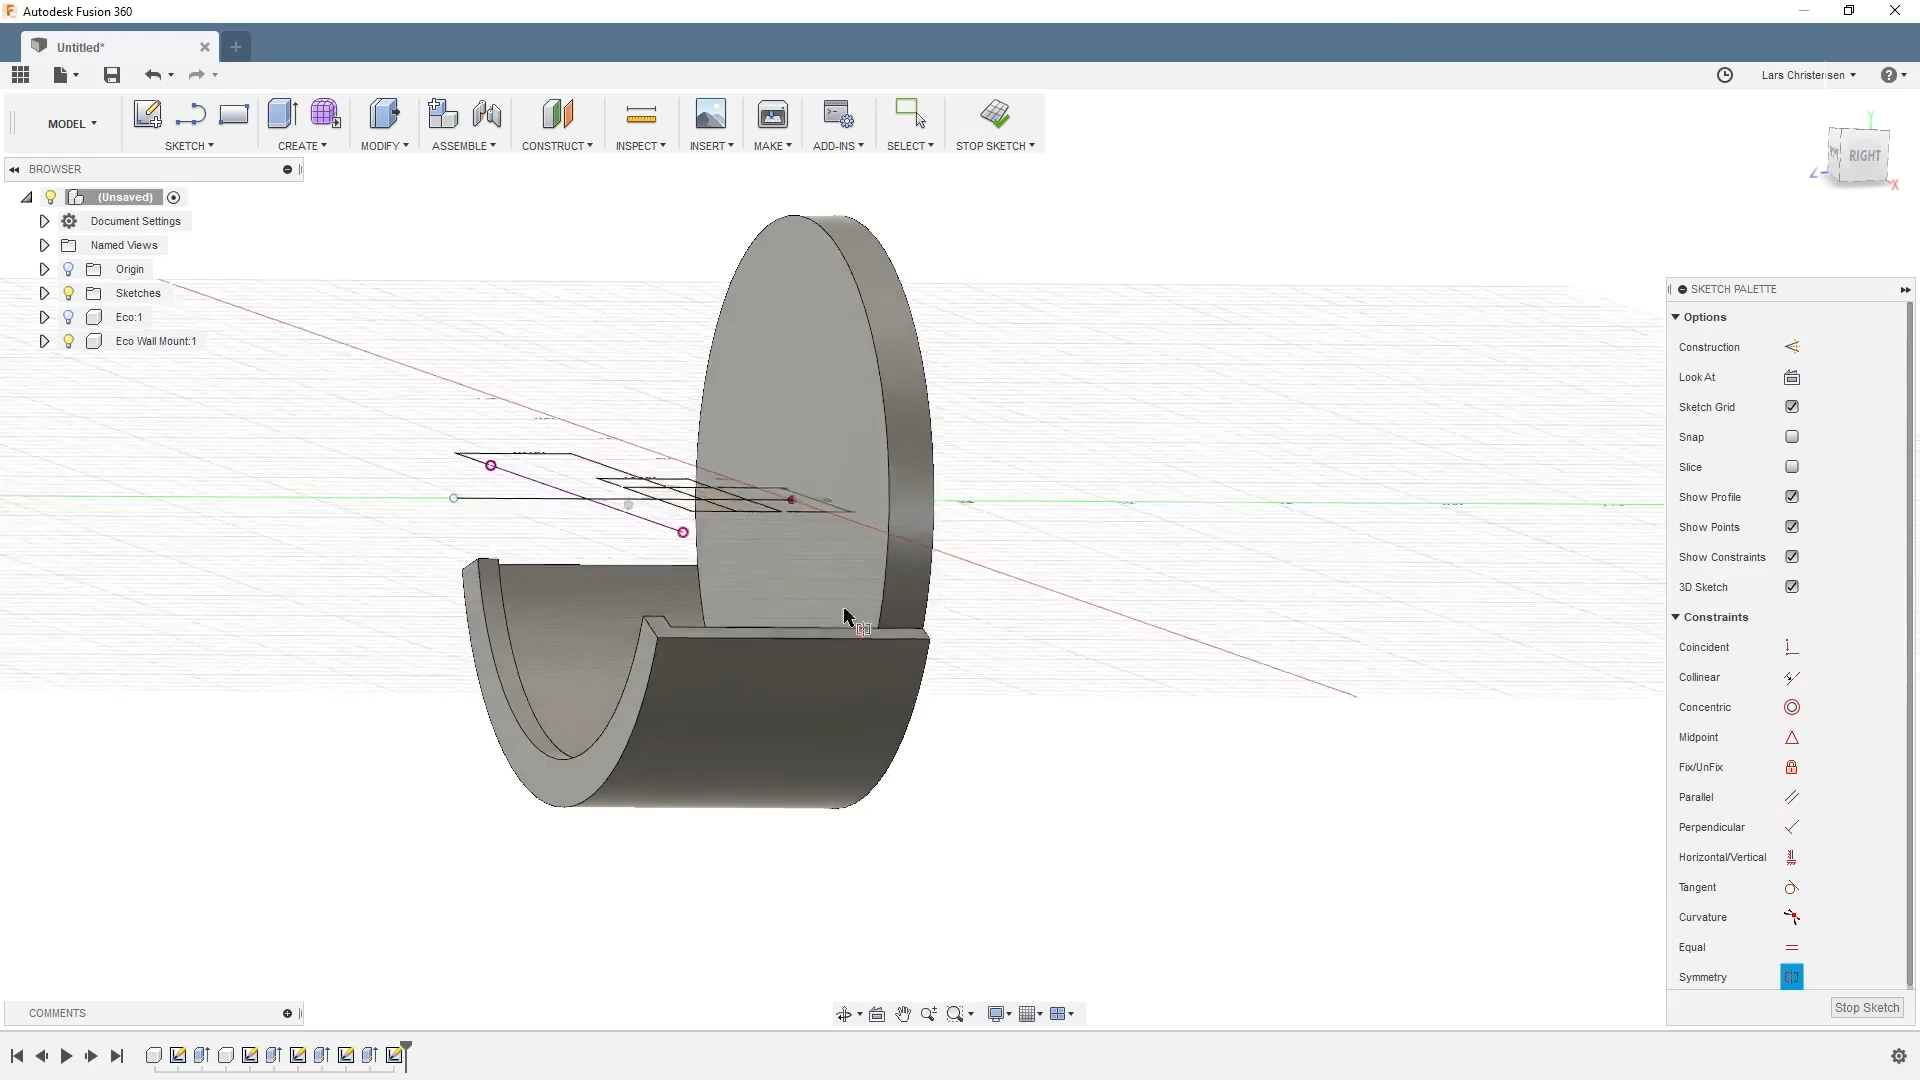 Autodesk Fusion 360
Untitled*
Lars Christensen
MODEL
SKETCH
CREATE
MODIFY
ASSEMBLE
CONSTRUCT
INSPECT
INSERT
MAKE
ADD-INS
SELECT
STOP SKETCH
BROWSER
(Unsaved)
Document Settings
Named Views
Origin
Sketches
Eco:1
Eco Wall Mount:1
Y
RIGHT
Z
X
SKETCH PALETTE
Options
Construction
Look At
Sketch Grid
Snap
Slice
Show Profile
Show Points
Show Constraints
3D Sketch
Constraints
Coincident
Collinear
Concentric
Midpoint
Fix/UnFix
Parallel
Perpendicular
Horizontal/Vertical
Tangent
Curvature
Equal
Symmetry
Stop Sketch
COMMENTS